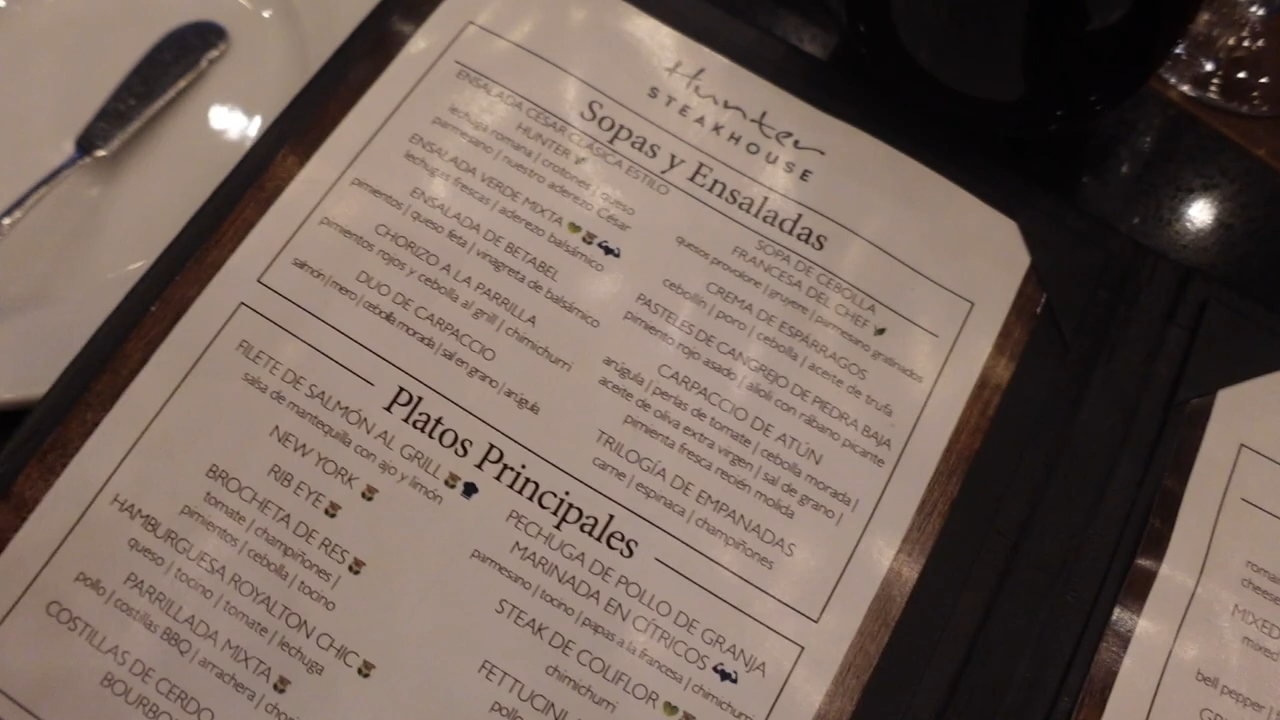 Hunter
STEAKHOUSE
Sopas y Ensaladas
ENSALADA CÉSAR CLÁSICA ESTILO
HUNTER
lechuga romana | crotones | queso
parmesano | nuestro aderezo César
ENSALADA VERDE MIXTA
lechugas frescas | aderezo balsámico
ENSALADA DE BETABEL
pimientos | queso feta | vinagreta de balsámico
CHORIZO A LA PARRILLA
pimientos rojos y cebolla al grill | chimichurri
DUO DE CARPACCIO
salmón | mero | cebolla morada | sal en grano | arúgula
SOPA DE CEBOLLA
FRANCESA DEL CHEF
quesos provolone | gruyere | parmesano gratinados
CREMA DE ESPÁRRAGOS
cebollín | poro | cebolla | aceite de trufa
PASTELES DE CANGREJO DE PIEDRA BAJA
pimiento rojo asado | alioli con rábano picante
CARPACCIO DE ATÚN
arúgula | perlas de tomate | cebolla morada |
aceite de oliva extra virgen | sal de grano |
pimienta fresca recién molida
TRILOGÍA DE EMPANADAS
carne | espinaca | champiñones
Platos Principales
FILETE DE SALMÓN AL GRILL
salsa de mantequilla con ajo y limón
NEW YORK
RIB EYE
BROCHETA DE RES
tomate | champiñones |
pimientos | cebolla | tocino
HAMBURGUESA ROYALTON CHIC
queso | tocino | tomate | lechuga
PARRILLADA MIXTA
pollo | costillas BBQ | arrachera |
COSTILLAS DE CERDO
PECHUGA DE POLLO DE GRANJA
MARINADA EN CÍTRICOS
parmesano | tocino | papas a la francesa |
STEAK DE COLIFLOR
chimichurri
bell pepper |